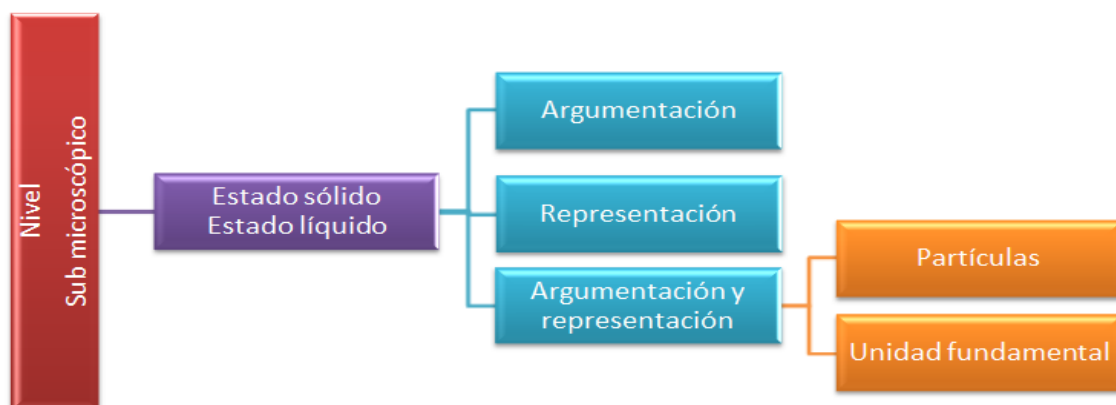 Nivel
Sub microscópico
Estado sólido
Estado líquido
Argumentación
Representación
Argumentación y
representación
Partículas
Unidad fundamental